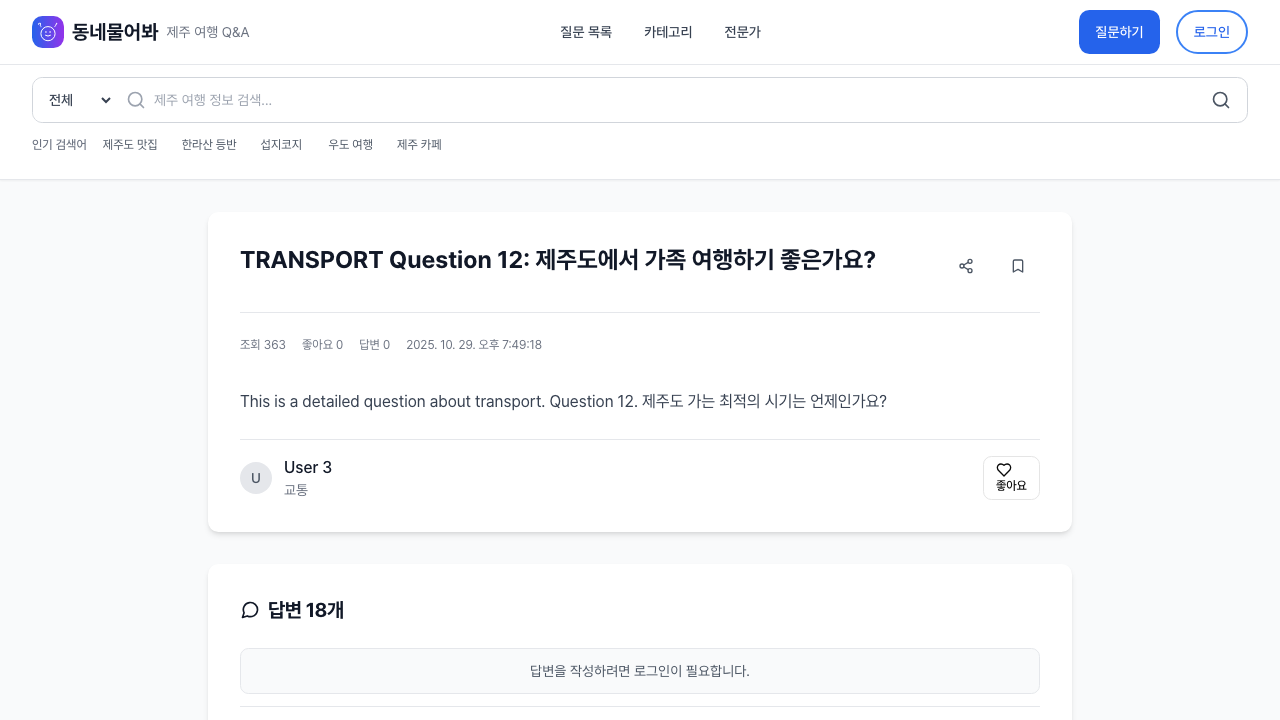 동네물어봐 제주 여행 Q&A 질문 목록 카테고리 전문가 질문하기 로그인
전체 제주 여행 정보 검색...
인기 검색어 제주도 맛집 한라산 등반 섭지코지 우도 여행 제주 카페
TRANSPORT Question 12: 제주도에서 가족 여행하기 좋은가요?
조회 363 좋아요 0 답변 0 2025. 10. 29. 오후 7:49:18
This is a detailed question about transport. Question 12. 제주도 가는 최적의 시기는 언제인가요?
U
User 3
교통
좋아요
답변 18개
답변을 작성하려면 로그인이 필요합니다.